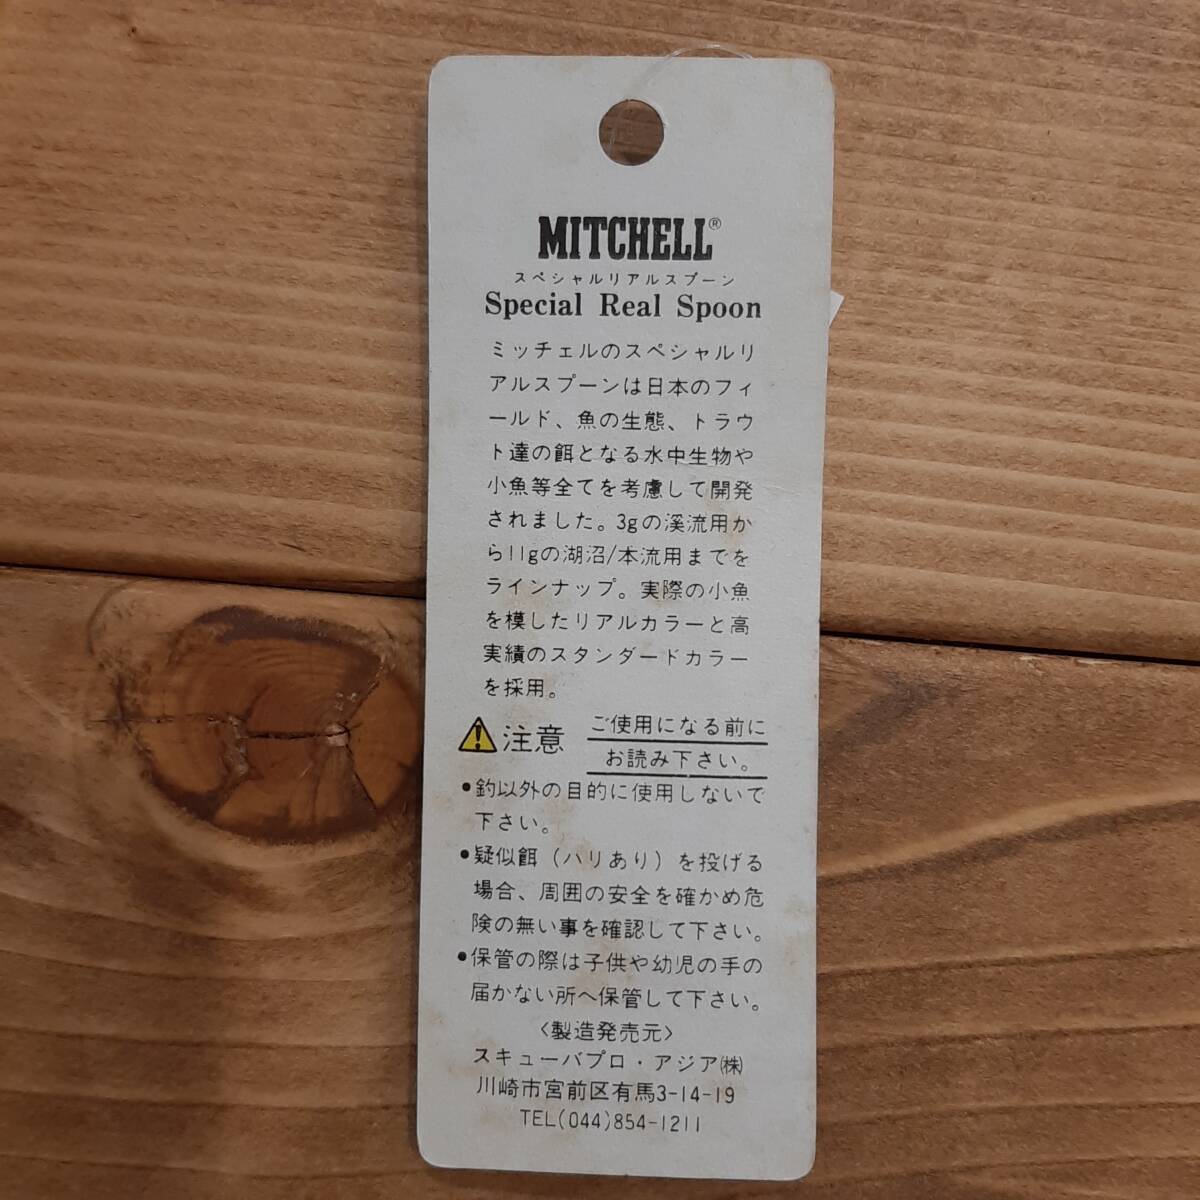 MITCHELL®
スペシャルリアルスプーン
Special Real Spoon
ミッチェルのスペシャルリ
アルスプーンは日本のフィ
ールド、魚の生態、トラウ
ト達の餌となる水中生物や
小魚等全てを考慮して開発
されました。3gの渓流用か
ら11gの湖沼/本流用までを
ラインナップ。実際の小魚
を模したリアルカラーと高
実績のスタンダードカラー
を採用。
注意 ご使用になる前に
お読み下さい。
•釣以外の目的に使用しないで
下さい。
•疑似餌（ハリあり）を投げる
場合、周囲の安全を確かめ危
険の無い事を確認して下さい。
•保管の際は子供や幼児の手の
届かない所へ保管して下さい。
〈製造発売元〉
スキューバプロ・アジア㈱
川崎市宮前区有馬3-14-19
TEL(044)854-1211